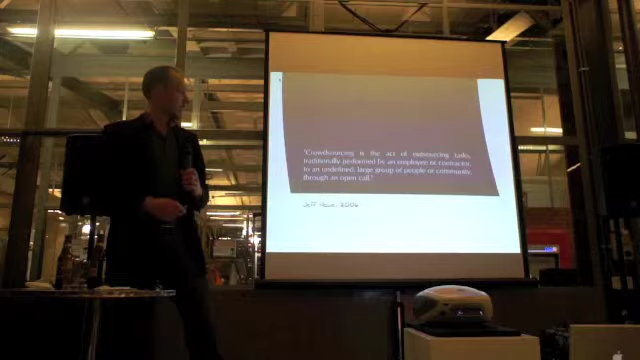 "Crowdsourcing is the act of outsourcing tasks,
traditionally performed by an employee or contractor,
to an undefined, large group of people or community,
through an open call."
Jeff Howe, 2006